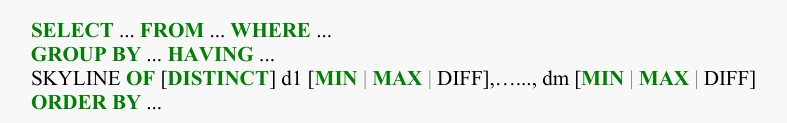 SELECT ... FROM ... WHERE ...
GROUP BY ... HAVING ...
SKYLINE OF [DISTINCT] d1 [MIN | MAX | DIFF],…..., dm [MIN | MAX | DIFF]
ORDER BY ...